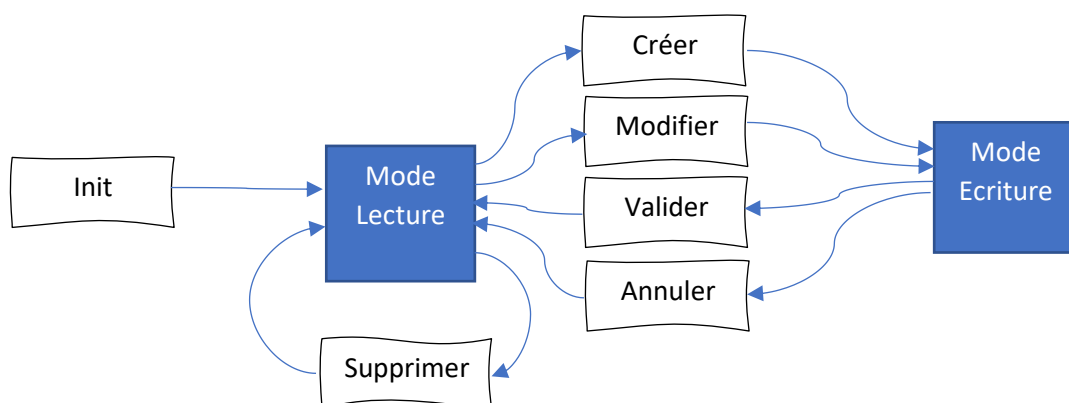 Créer
Modifier
Mode
Ecriture
Init
Mode
Lecture
Valider
Annuler
Supprimer